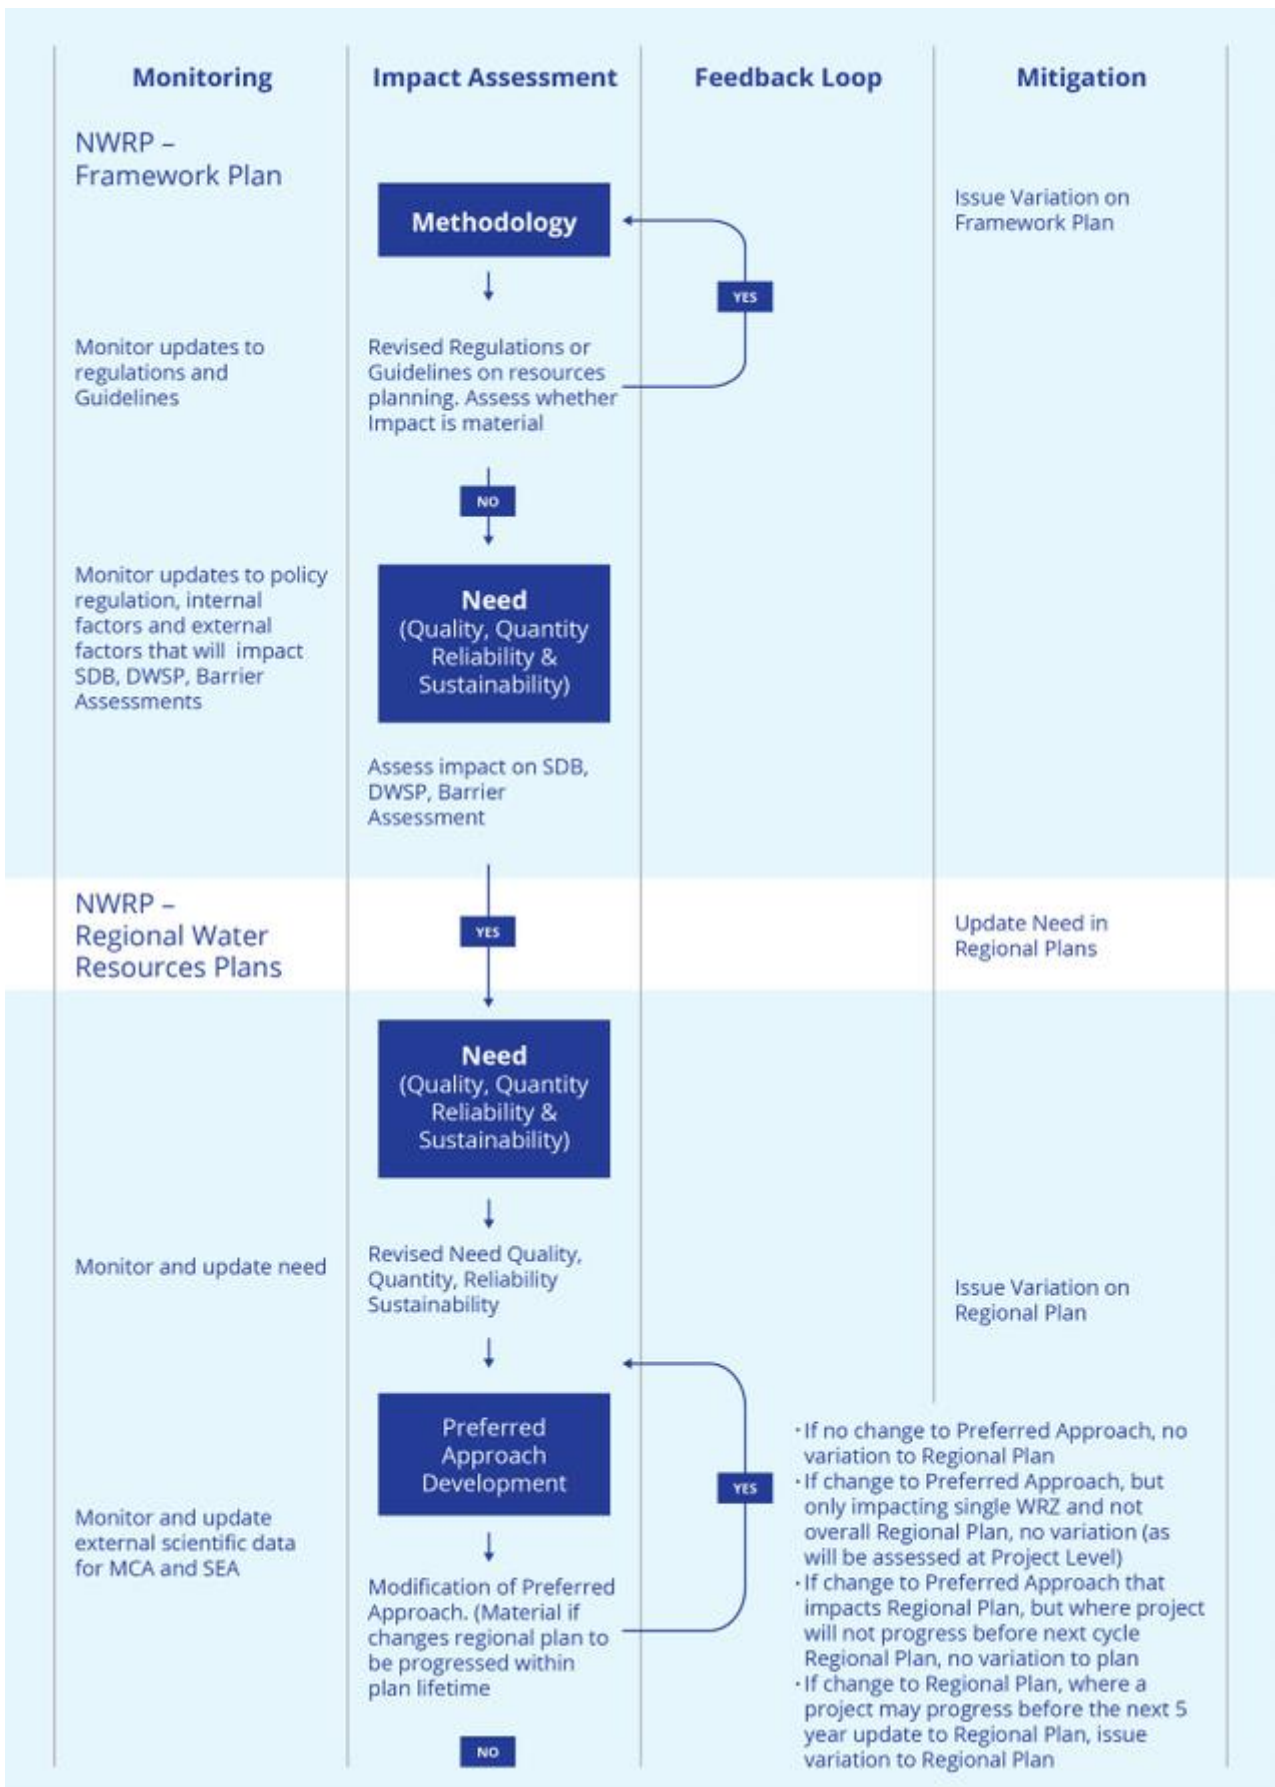 Monitoring
Impact Assessment
Feedback Loop
Mitigation
NWRP –
Framework Plan
Methodology
Issue Variation on
Framework Plan
YES
Monitor updates to
regulations and
Guidelines
Revised Regulations or
Guidelines on resources
planning. Assess whether
Impact is material
NO
Monitor updates to policy
regulation, internal
factors and external
factors that will impact
SDB, DWSP, Barrier
Assessments
Need
(Quality, Quantity
Reliability &
Sustainability)
Assess impact on SDB,
DWSP, Barrier
Assessment
NWRP –
Regional Water
Resources Plans
YES
Update Need in
Regional Plans
Need
(Quality, Quantity
Reliability &
Sustainability)
Monitor and update need
Revised Need Quality,
Quantity, Reliability
Sustainability
Issue Variation on
Regional Plan
Preferred
Approach
Development
YES
Monitor and update
external scientific data
for MCA and SEA
Modification of Preferred
Approach. (Material if
changes regional plan to
be progressed within
plan lifetime
NO
· If no change to Preferred Approach, no
variation to Regional Plan
· If change to Preferred Approach, but
only impacting single WRZ and not
overall Regional Plan, no variation (as
will be assessed at Project Level)
· If change to Preferred Approach that
impacts Regional Plan, but where project
will not progress before next cycle
Regional Plan, no variation to plan
· If change to Regional Plan, where a
project may progress before the next 5
year update to Regional Plan, issue
variation to Regional Plan